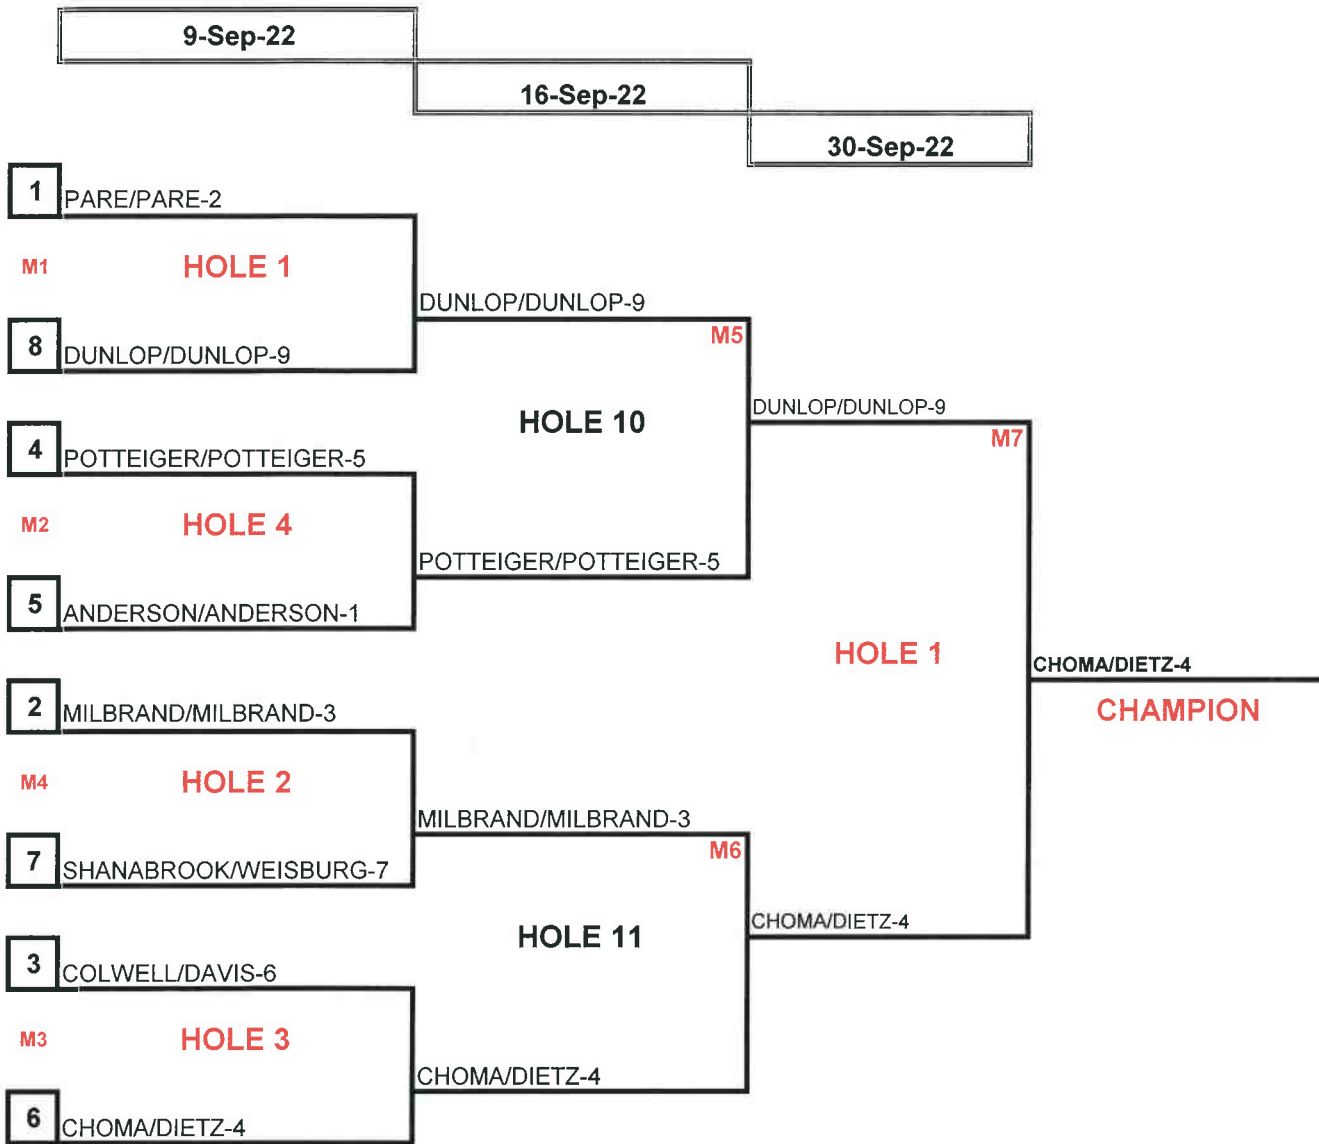 9-Sep-22
16-Sep-22
30-Sep-22
1 PARE/PARE-2
M1 HOLE 1
DUNLOP/DUNLOP-9
M5
8 DUNLOP/DUNLOP-9
DUNLOP/DUNLOP-9
HOLE 10
M7
4 POTTEIGER/POTTEIGER-5
M2 HOLE 4
POTTEIGER/POTTEIGER-5
5 ANDERSON/ANDERSON-1
HOLE 1
CHOMA/DIETZ-4
CHAMPION
2 MILBRAND/MILBRAND-3
M4 HOLE 2
MILBRAND/MILBRAND-3
M6
7 SHANABROOK/WEISBURG-7
CHOMA/DIETZ-4
HOLE 11
3 COLWELL/DAVIS-6
M3 HOLE 3
CHOMA/DIETZ-4
6 CHOMA/DIETZ-4